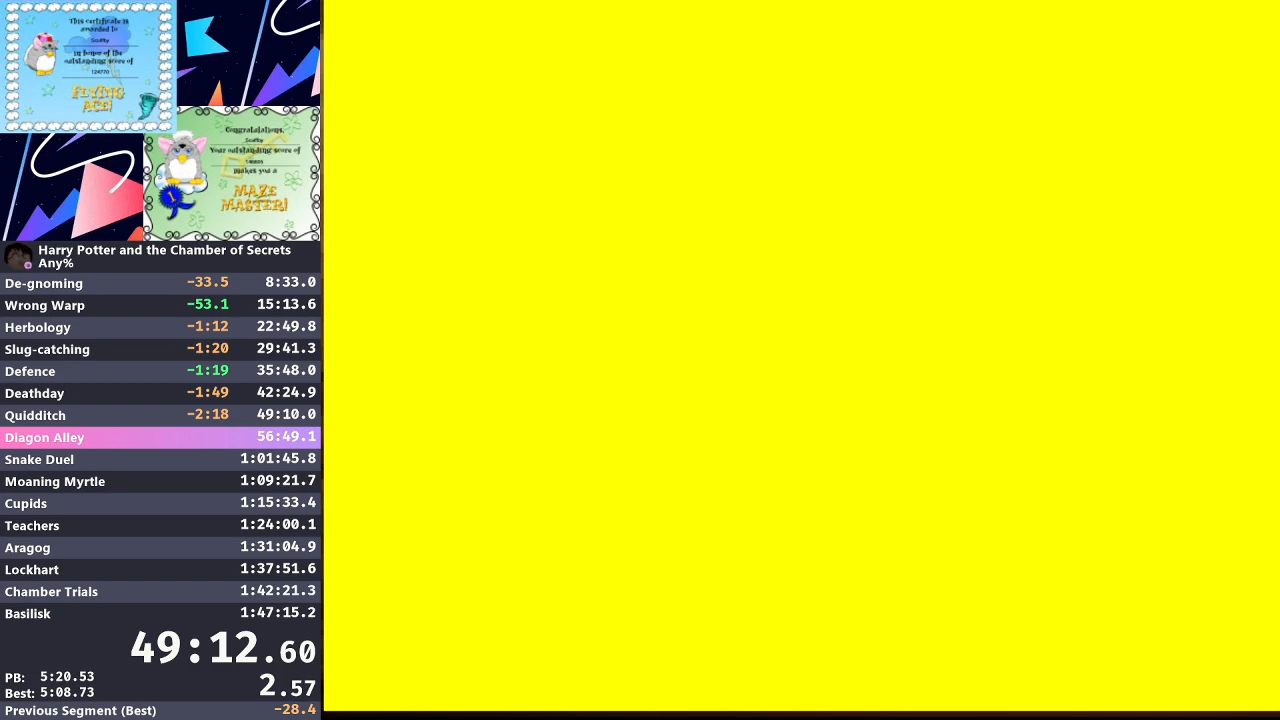 This certificate is
awarded to
Scuffby
in honor of the
outstanding score of
124770
FLYING
ACE!
Congratulations,
Scuffby
Your outstanding score of
makes you a
MAZE
MASTER!
Harry Potter and the Chamber of Secrets
Any%
De-gnoming -33.5 8:33.0
Wrong Warp -53.1 15:13.6
Herbology -1:12 22:49.8
Slug-catching -1:20 29:41.3
Defence -1:19 35:48.0
Deathday -1:49 42:24.9
Quidditch -2:18 49:10.0
Diagon Alley 56:49.1
Snake Duel 1:01:45.8
Moaning Myrtle 1:09:21.7
Cupids 1:15:33.4
Teachers 1:24:00.1
Aragog 1:31:04.9
Lockhart 1:37:51.6
Chamber Trials 1:42:21.3
Basilisk 1:47:15.2
49:12.60
PB: 5:20.53
Best: 5:08.73
2.57
Previous Segment (Best) -28.4